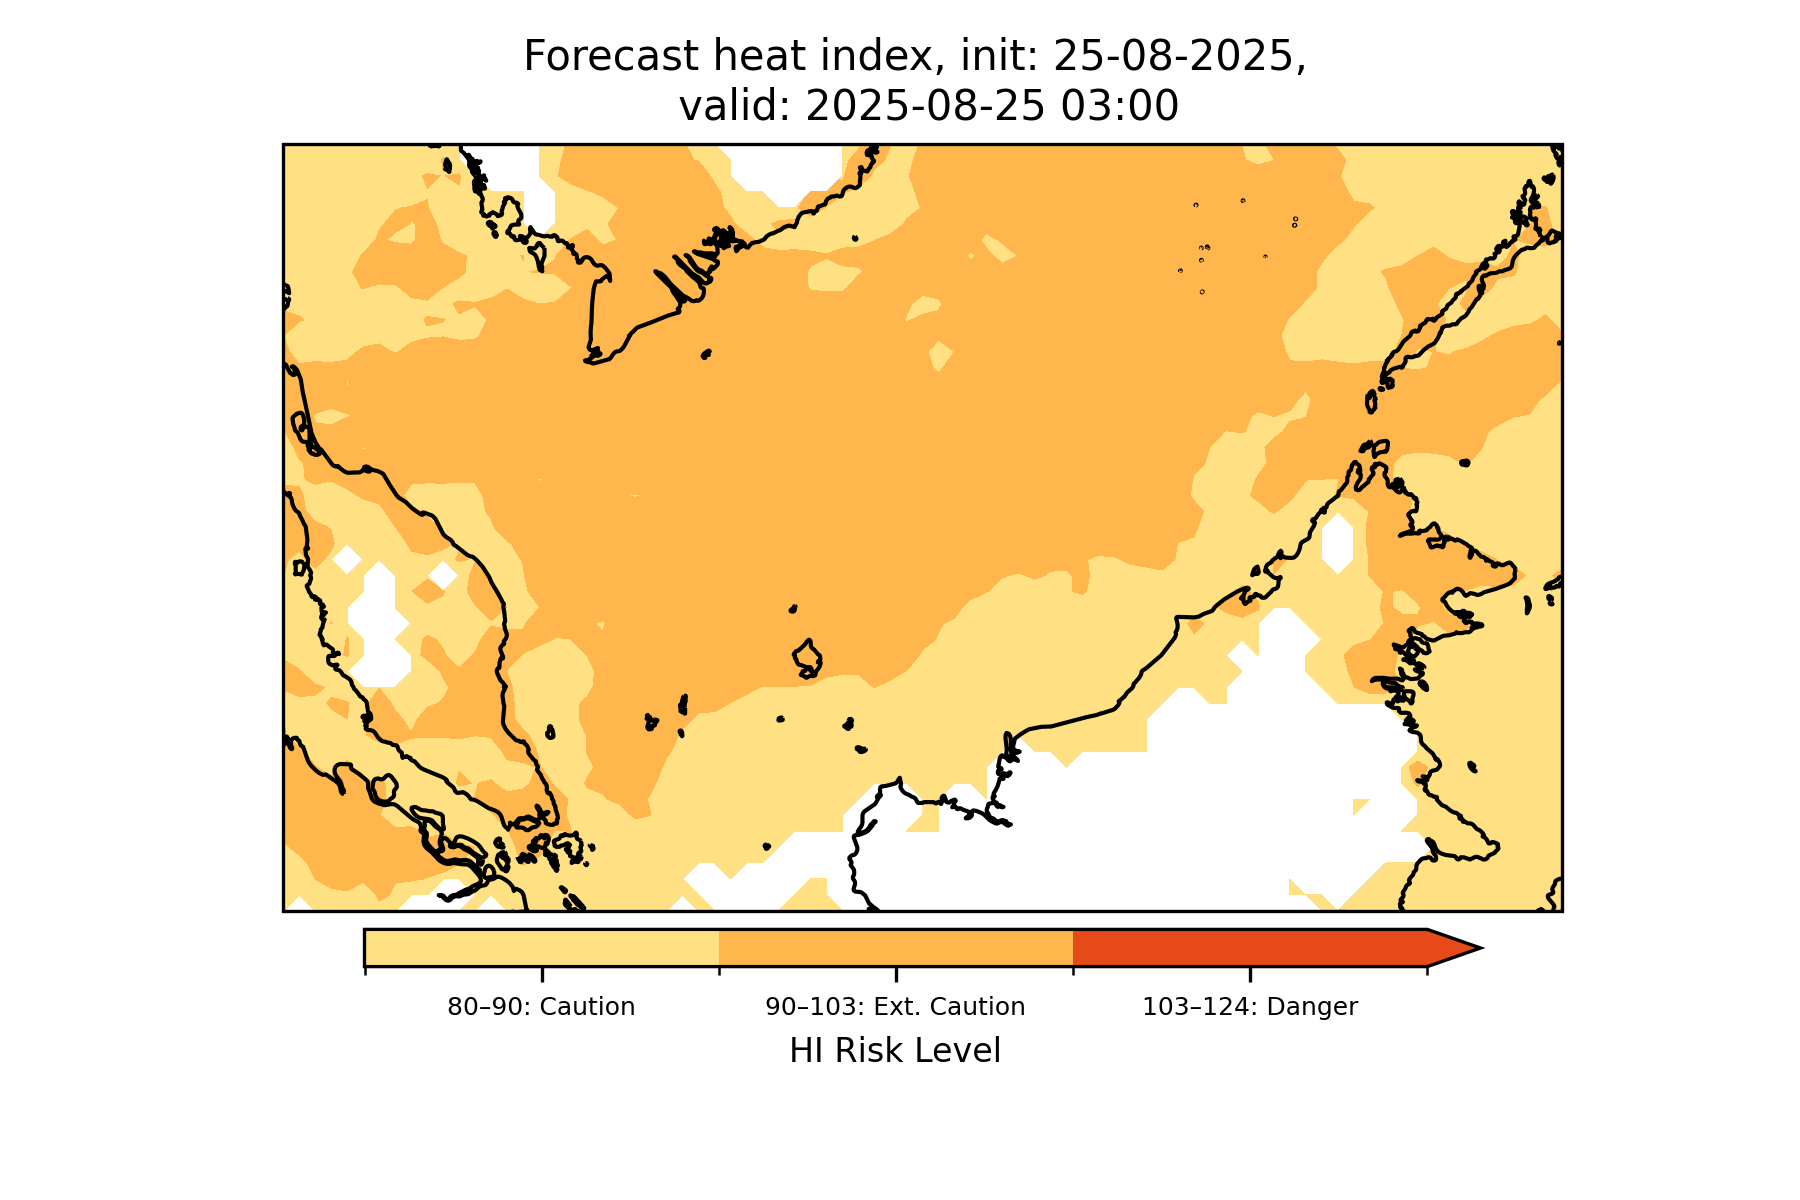 Forecast heat index, init: 25-08-2025,
valid: 2025-08-25 03:00
80–90: Caution
90–103: Ext. Caution
103–124: Danger
HI Risk Level